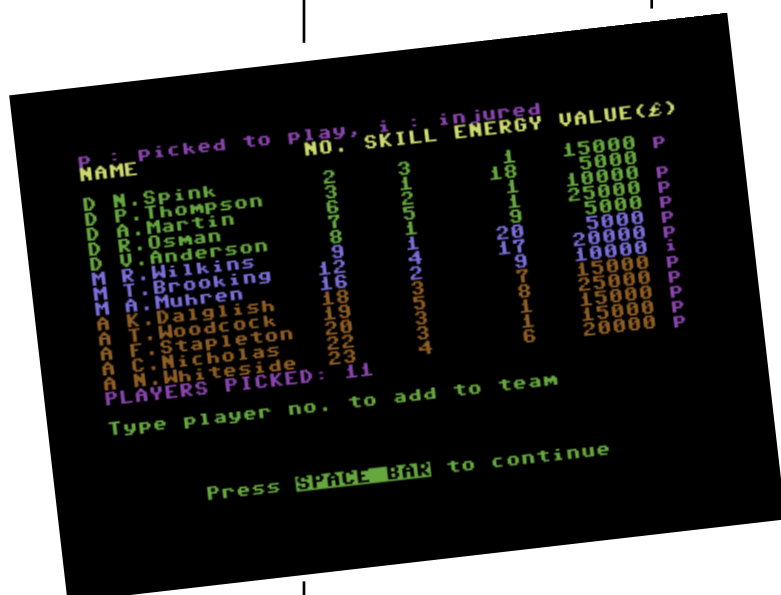 p : Picked to play, i : injured
NAME NO. SKILL ENERGY VALUE(£)
D N.Spink 2 3 1 15000 p
D P.Thompson 3 1 18 5000
D A.Martin 6 2 1 10000 p
D R.Osman 7 5 1 25000 p
D V.Anderson 8 1 9 5000 p
M R.Wilkins 9 1 20 5000 p
M T.Brooking 12 4 17 20000 p
M A.Muhren 16 2 9 10000 i
A K.Dalglish 18 3 7 15000 p
A T.Woodcock 19 5 8 25000 p
A F.Stapleton 20 3 1 15000 p
A C.Nicholas 22 3 1 15000 p
A N.Whiteside 23 4 6 20000 p
PLAYERS PICKED: 11
Type player no. to add to team
Press SPACE BAR to continue